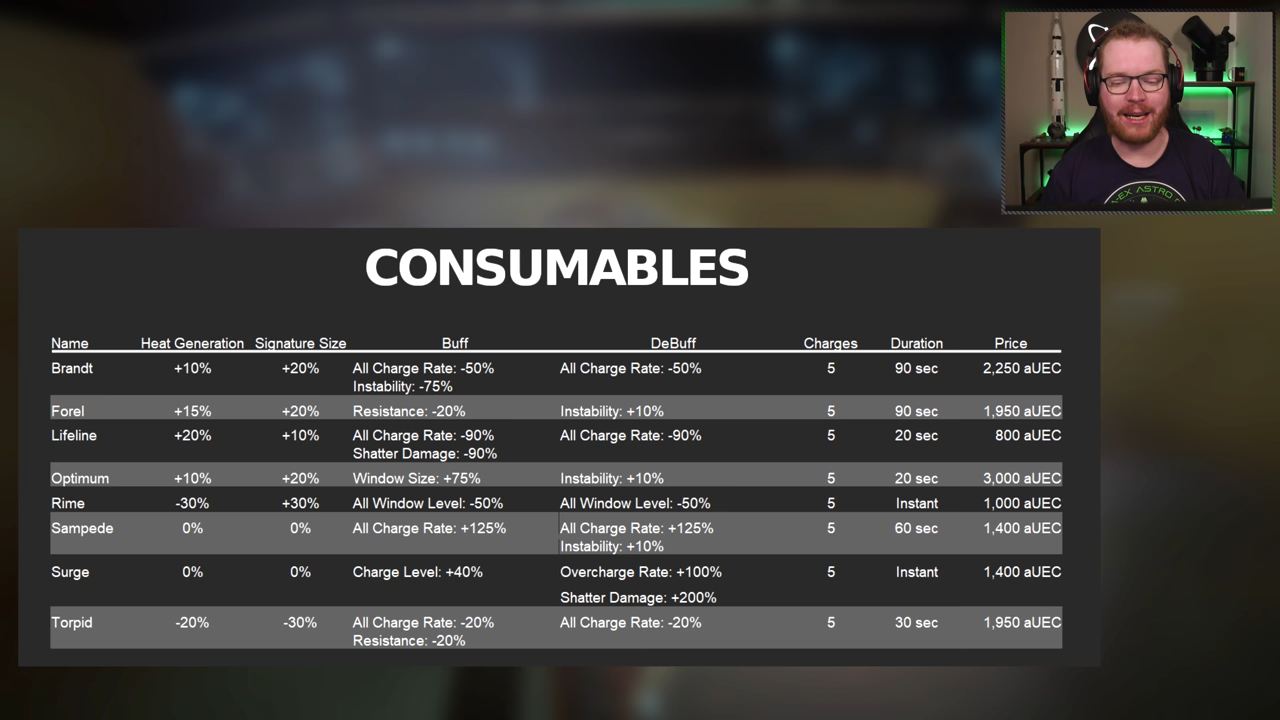 -EX ASTRO
CONSUMABLES
Name Heat Generation Signature Size Buff DeBuff Charges Duration Price
Brandt +10% +20% All Charge Rate: -50% All Charge Rate: -50% 5 90 sec 2,250 aUEC
Instability: -75%
Forel +15% +20% Resistance: -20% Instability: +10% 5 90 sec 1,950 aUEC
Lifeline +20% +10% All Charge Rate: -90% All Charge Rate: -90% 5 20 sec 800 aUEC
Shatter Damage: -90%
Optimum +10% +20% Window Size: +75% Instability: +10% 5 20 sec 3,000 aUEC
Rime -30% +30% All Window Level: -50% All Window Level: -50% 5 Instant 1,000 aUEC
Sampede 0% 0% All Charge Rate: +125% All Charge Rate: +125% 5 60 sec 1,400 aUEC
Instability: +10%
Surge 0% 0% Charge Level: +40% Overcharge Rate: +100% 5 Instant 1,400 aUEC
Shatter Damage: +200%
Torpid -20% -30% All Charge Rate: -20% All Charge Rate: -20% 5 30 sec 1,950 aUEC
Resistance: -20%